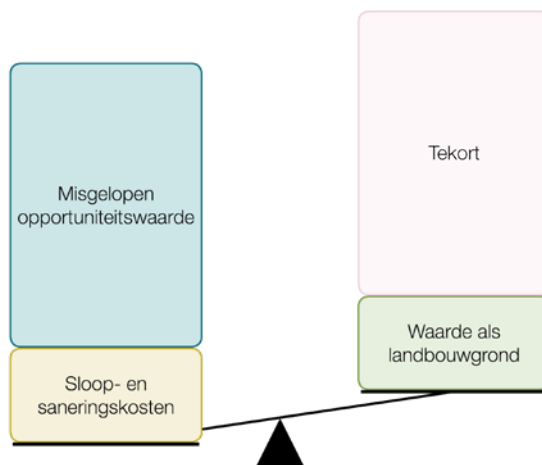 Misgelopen
opportuniteitswaarde
Sloop- en
saneringskosten
Tekort
Waarde als
landbouwgrond